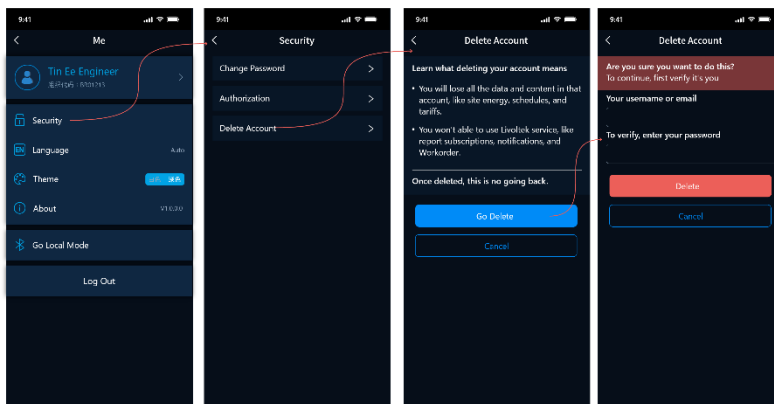 9:41
Me
Tin Ee Engineer
Security
EN Language
Auto
Theme
About
V1.0.0.0
Go Local Mode
Log Out
9:41
Security
Change Password
Authorization
Delete Account
9:41
Delete Account
Learn what deleting your account means
• You will lose all the data and content in that
account, like site energy, schedules, and
tariffs.
• You won't able to use Livoltek service, like
report subscriptions, notifications, and
Workorder.
Once deleted, this is no going back.
Go Delete
Cancel
9:41
Delete Account
Are you sure you want to do this?
To continue, first verify it's you
Your username or email
To verify, enter your password
Delete
Cancel